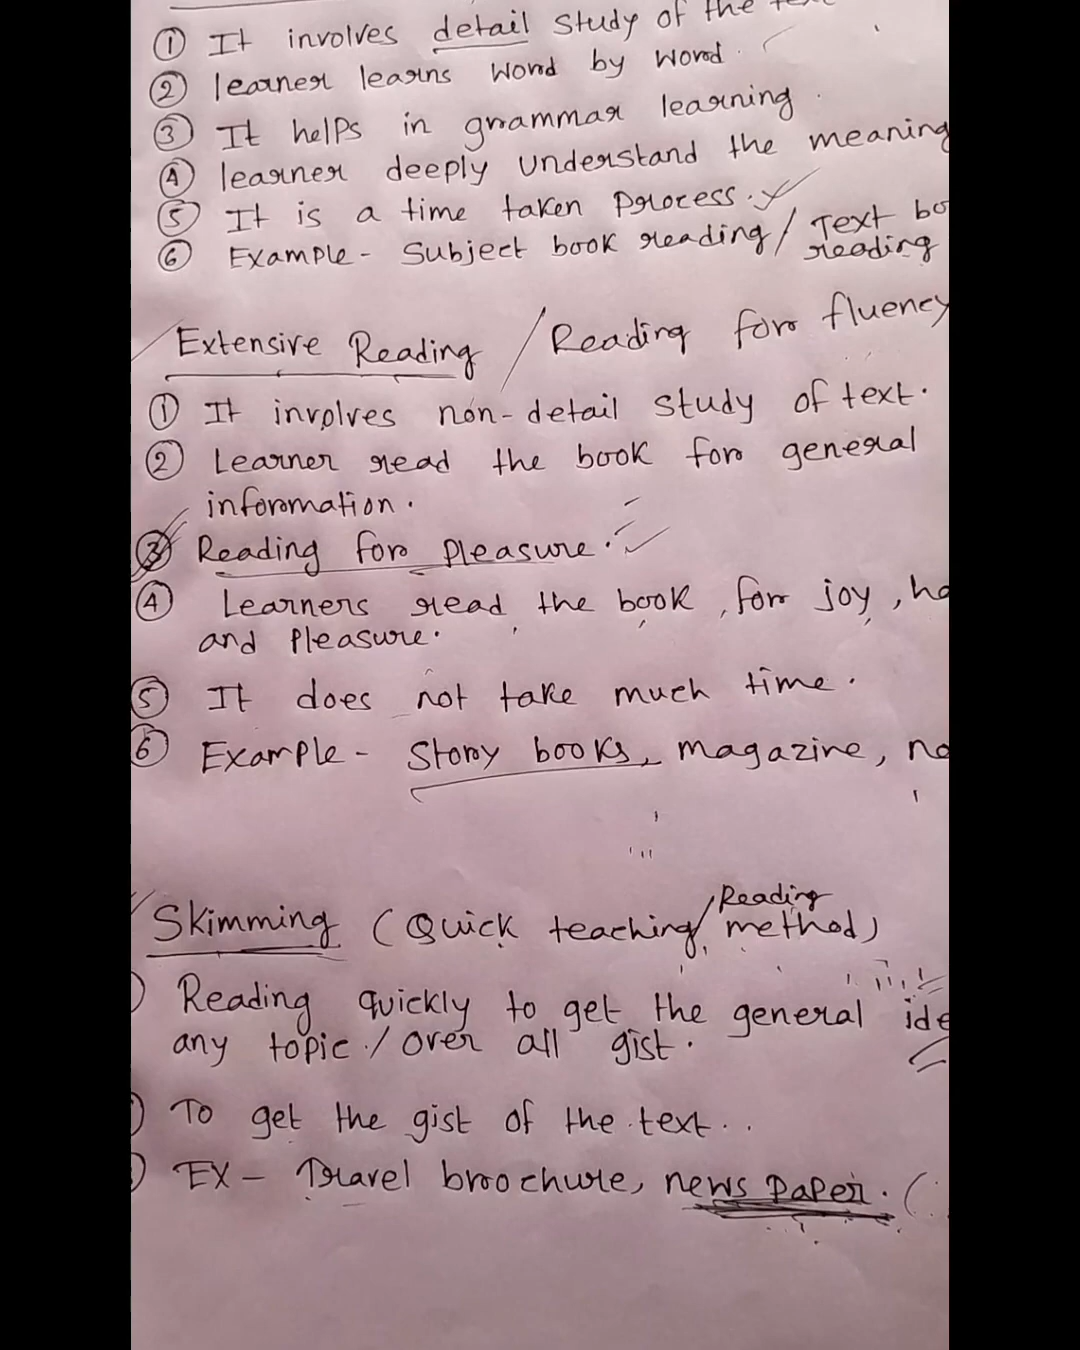 ① It involves detail study of the text
② learner learns word by word.
③ It helps in grammar learning.
④ learner deeply understand the meaning
⑤ It is a time taken process.
⑥ Example - Subject book reading / Text bo
reading
Extensive Reading / Reading for fluency
① It involves non-detail study of text.
② Learner read the book for general
information.
③ Reading for pleasure.
④ Learners read the book, for joy, ha
and pleasure.
⑤ It does not take much time.
⑥ Example - Story books, magazine, no
Reading
Skimming (Quick teaching/ method)
Reading quickly to get the general ide
any topic / over all gist.
To get the gist of the text..
EX - Travel brochure, news paper.